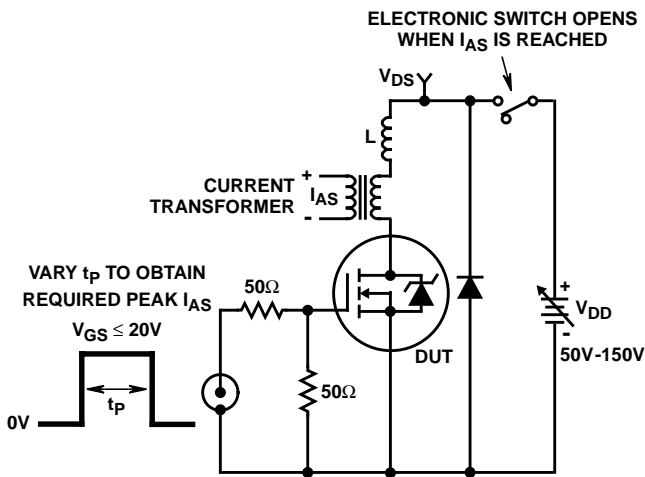 ELECTRONIC SWITCH OPENS
WHEN IAS IS REACHED
VDS
L
+
IAS
-
CURRENT
TRANSFORMER
VARY tP TO OBTAIN
REQUIRED PEAK IAS
VGS ≤ 20V
50Ω
+
VDD
-
DUT
50V-150V
50Ω
tP
0V